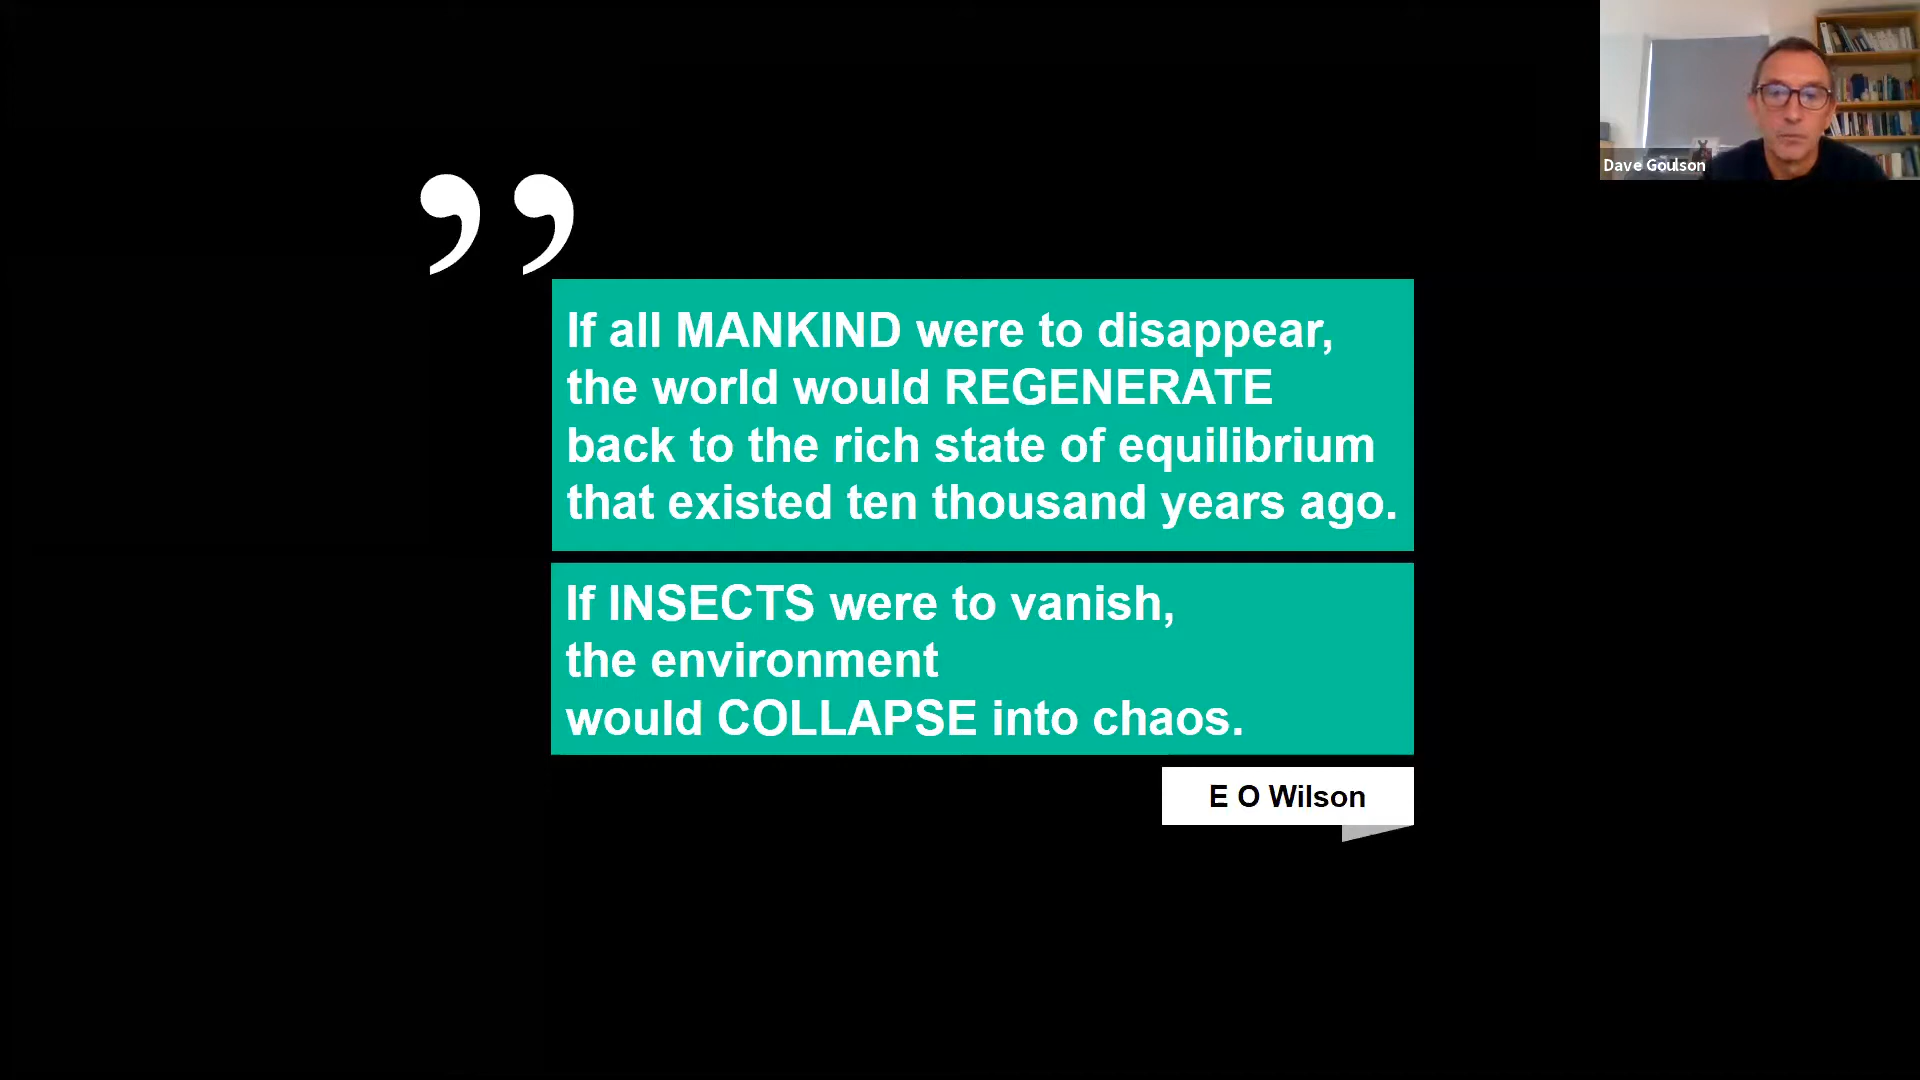 Dave Goulson
”
If all MANKIND were to disappear,
the world would REGENERATE
back to the rich state of equilibrium
that existed ten thousand years ago.
If INSECTS were to vanish,
the environment
would COLLAPSE into chaos.
E O Wilson